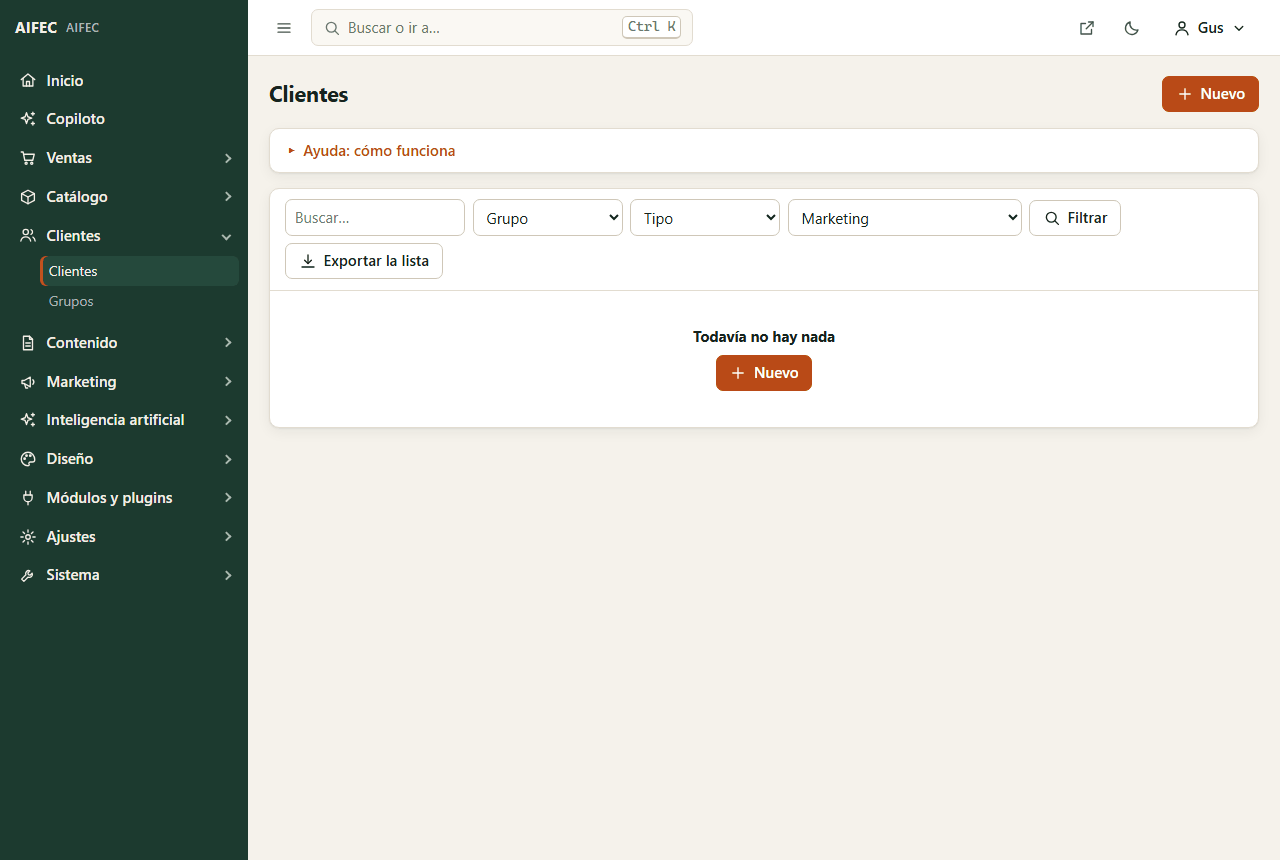 AIFEC AIFEC
Buscar o ir a...
Ctrl K
Gus
Inicio
Copiloto
Ventas
Catálogo
Clientes
Clientes
Grupos
Contenido
Marketing
Inteligencia artificial
Diseño
Módulos y plugins
Ajustes
Sistema
Clientes
Nuevo
Ayuda: cómo funciona
Buscar...
Grupo
Tipo
Marketing
Filtrar
Exportar la lista
Todavía no hay nada
Nuevo